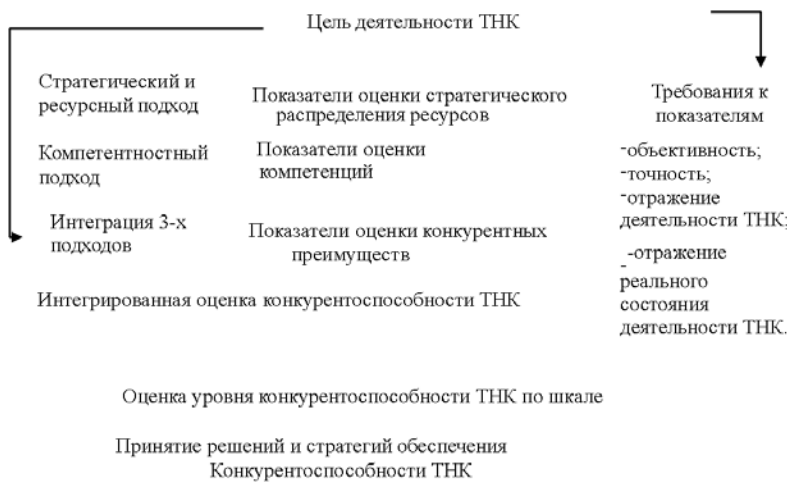 Цель деятельности ТНК
Стратегический и
ресурсный подход
Показатели оценки стратегического
распределения ресурсов
Требования к
показателям
Компетентностный
подход
Показатели оценки
компетенций
-объективность;
-точность;
-отражение
деятельности ТНК;
Интеграция 3-х
подходов
Показатели оценки конкурентных
преимуществ
-отражение
реального
состояния
деятельности ТНК.
Интегрированная оценка конкурентоспособности ТНК
Оценка уровня конкурентоспособности ТНК по шкале
Принятие решений и стратегий обеспечения
Конкурентоспособности ТНК